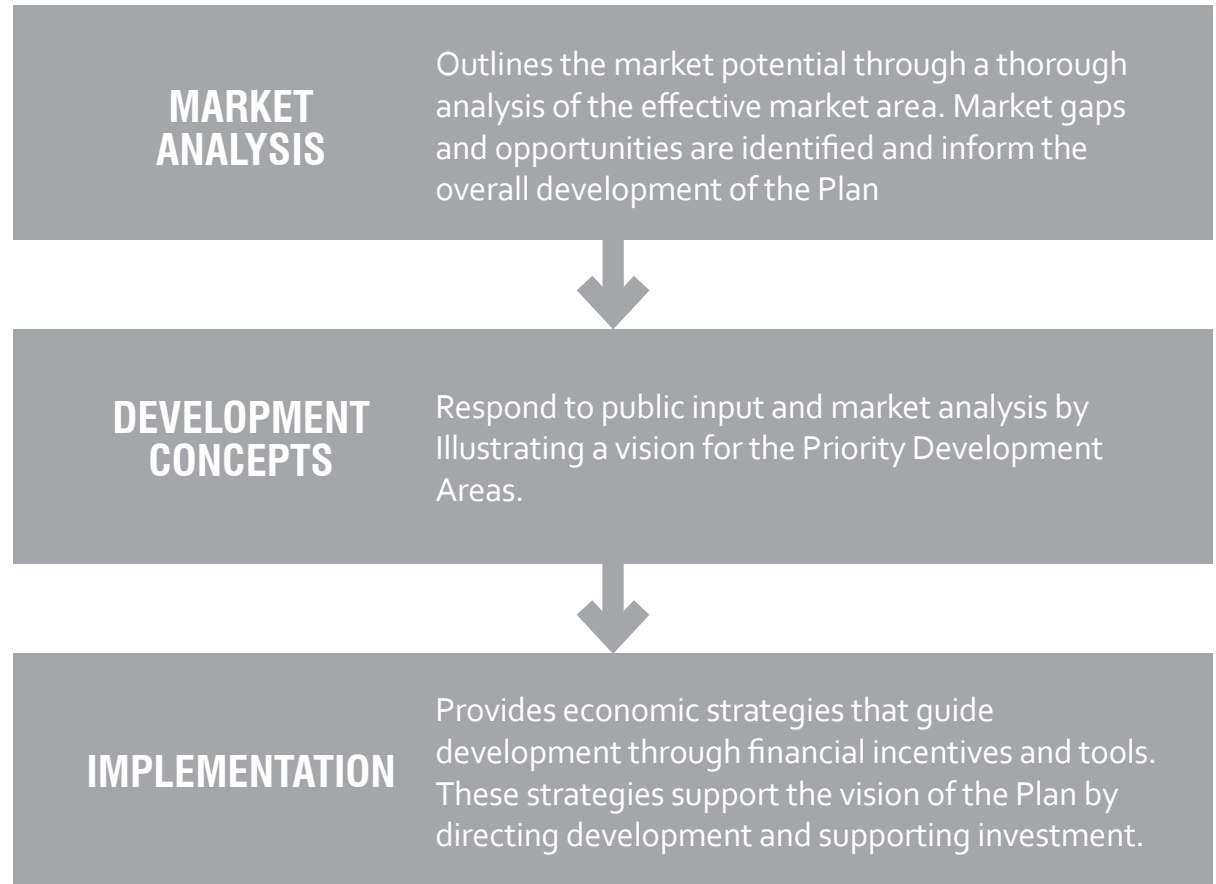 MARKET
ANALYSIS
Outlines the market potential through a thorough
analysis of the effective market area. Market gaps
and opportunities are identified and inform the
overall development of the Plan
DEVELOPMENT
CONCEPTS
Respond to public input and market analysis by
Illustrating a vision for the Priority Development
Areas.
IMPLEMENTATION
Provides economic strategies that guide
development through financial incentives and tools.
These strategies support the vision of the Plan by
directing development and supporting investment.